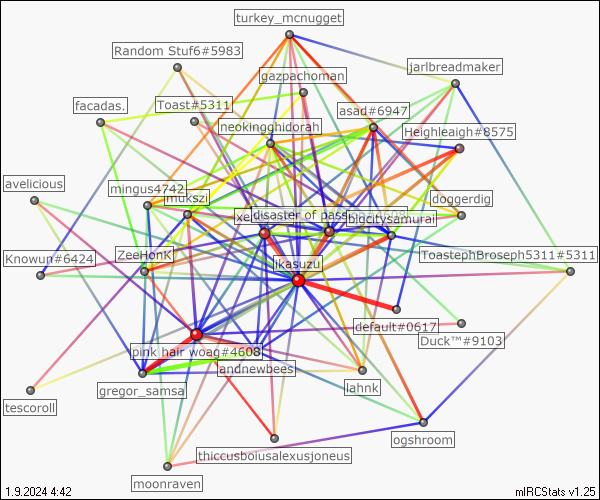 turkey_mcnugget
Random Stuf6#5983
jarlbreadmaker
gazpachoman
facadas.
Toast#5311
asad#6947
neokingghidorah
Heighleaigh#8575
avelicious
mingus4742
mukszi
doggerdig
disaster of pass
bigcitysamurai
Knowun#6424
ZeeHonk
jkasuzu
ToastephBroseph5311#5311
default#0617
Duck™#9103
pink hair woag#4608
andnewbees
tescoroll
gregor_samsa
lahnk
ogshroom
thiccusboiusalexusjoneus
moonraven
1.9.2024 4:42
mIRCStats v1.25